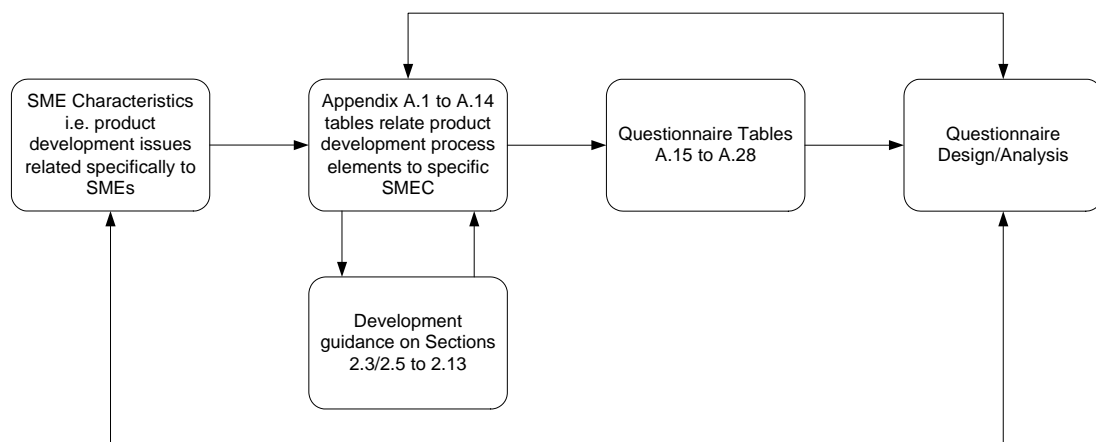 SME Characteristics
i.e. product
development issues
related specifically to
SMEs
Appendix A.1 to A.14
tables relate product
development process
elements to specific
SMEC
Questionnaire Tables
A.15 to A.28
Questionnaire
Design/Analysis
Development
guidance on Sections
2.3/2.5 to 2.13